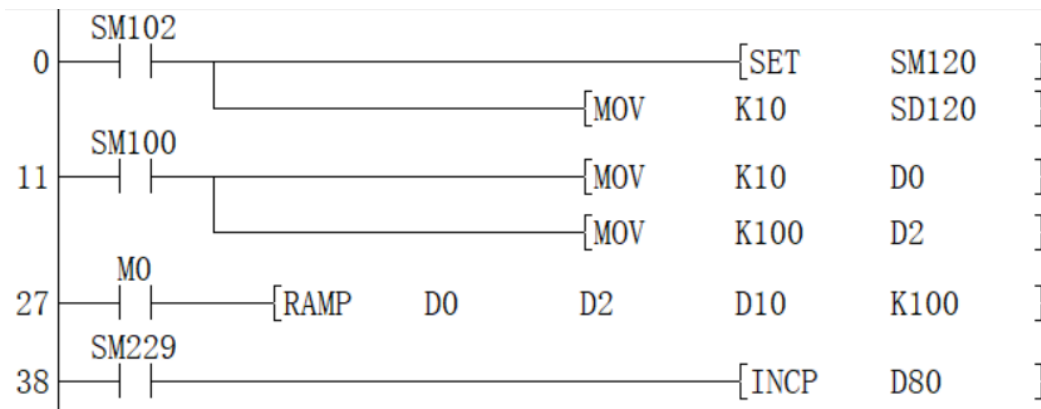 SM102
0 [SET SM120 ]
[MOV K10 SD120 ]
SM100
11 [MOV K10 D0 ]
[MOV K100 D2 ]
M0
27 [RAMP D0 D2 D10 K100 ]
SM229
38 [INCP D80 ]